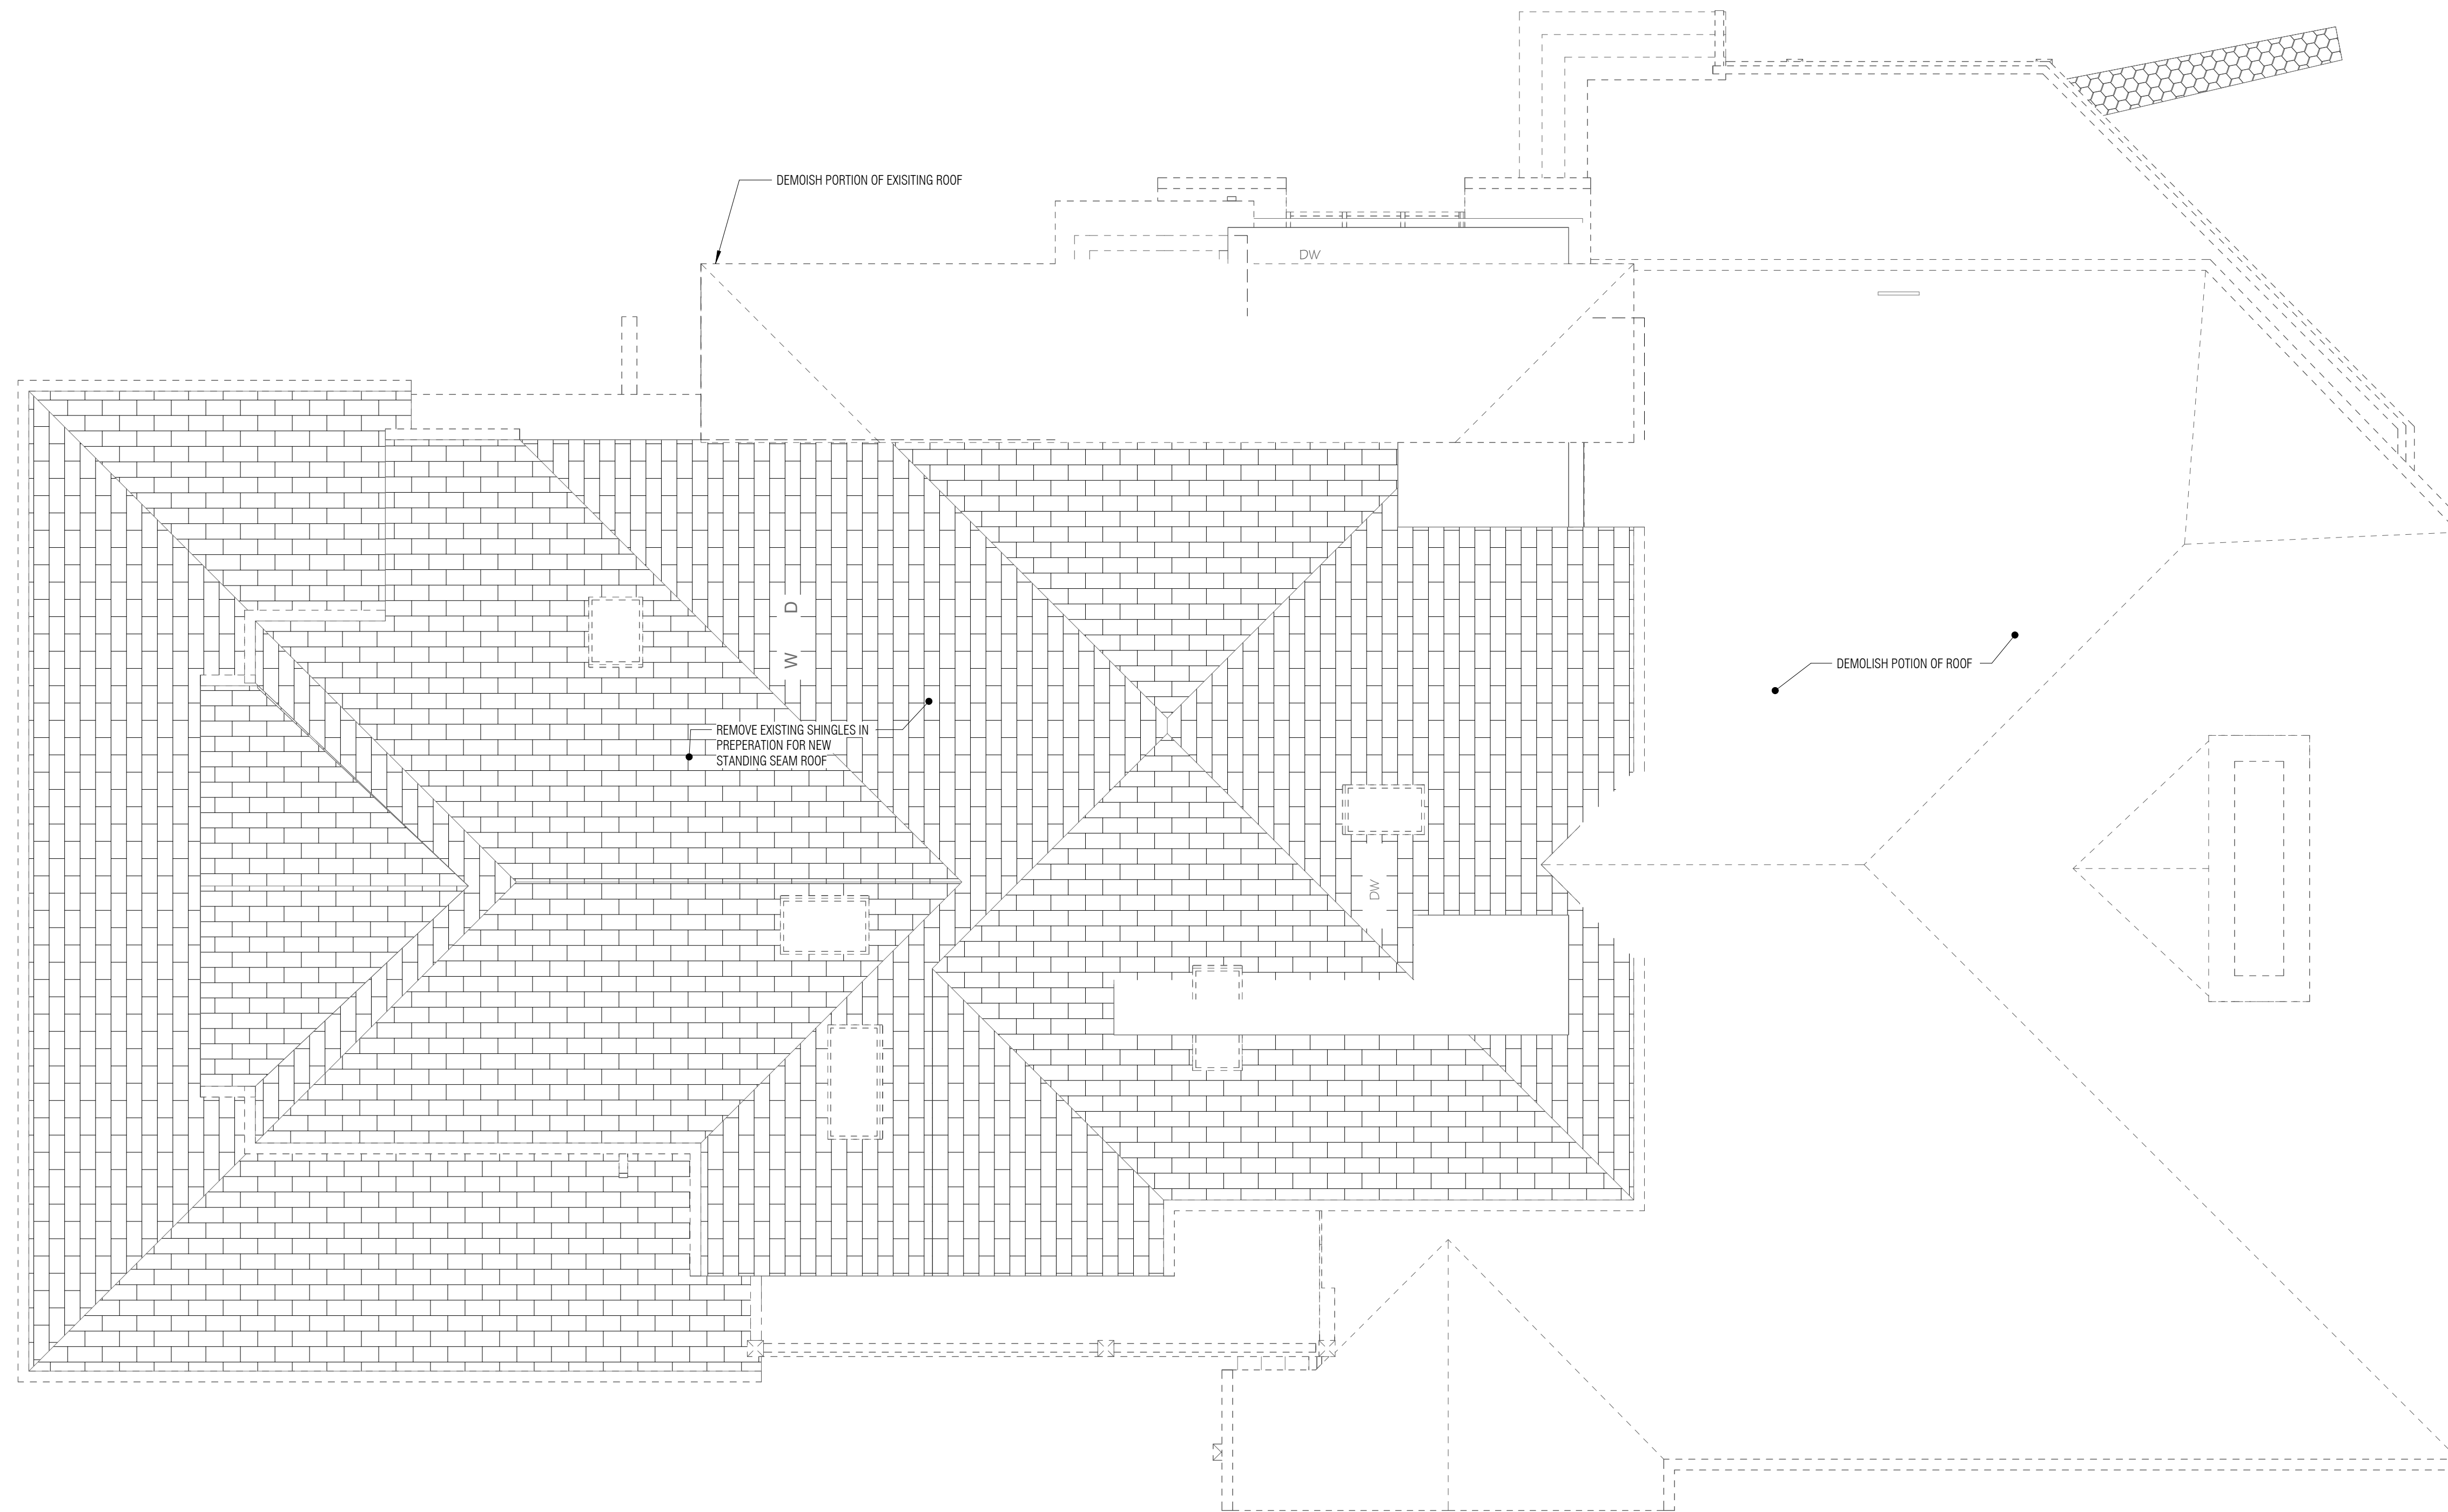 DEMOISH PORTION OF EXISITING ROOF
DW
D
W
DEMOLISH POTION OF ROOF
REMOVE EXISTING SHINGLES IN
PREPERATION FOR NEW
STANDING SEAM ROOF
DW